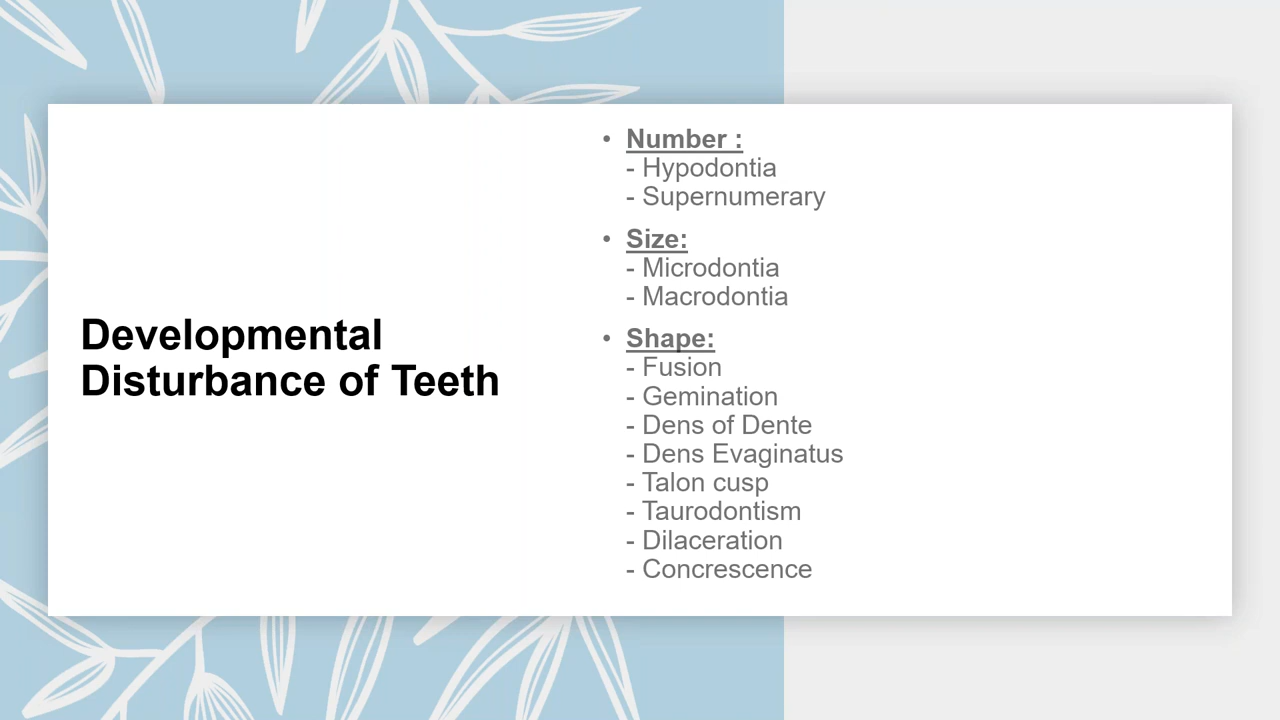 Developmental
Disturbance of Teeth
• Number :
- Hypodontia
- Supernumerary
• Size:
- Microdontia
- Macrodontia
• Shape:
- Fusion
- Gemination
- Dens of Dente
- Dens Evaginatus
- Talon cusp
- Taurodontism
- Dilaceration
- Concrescence